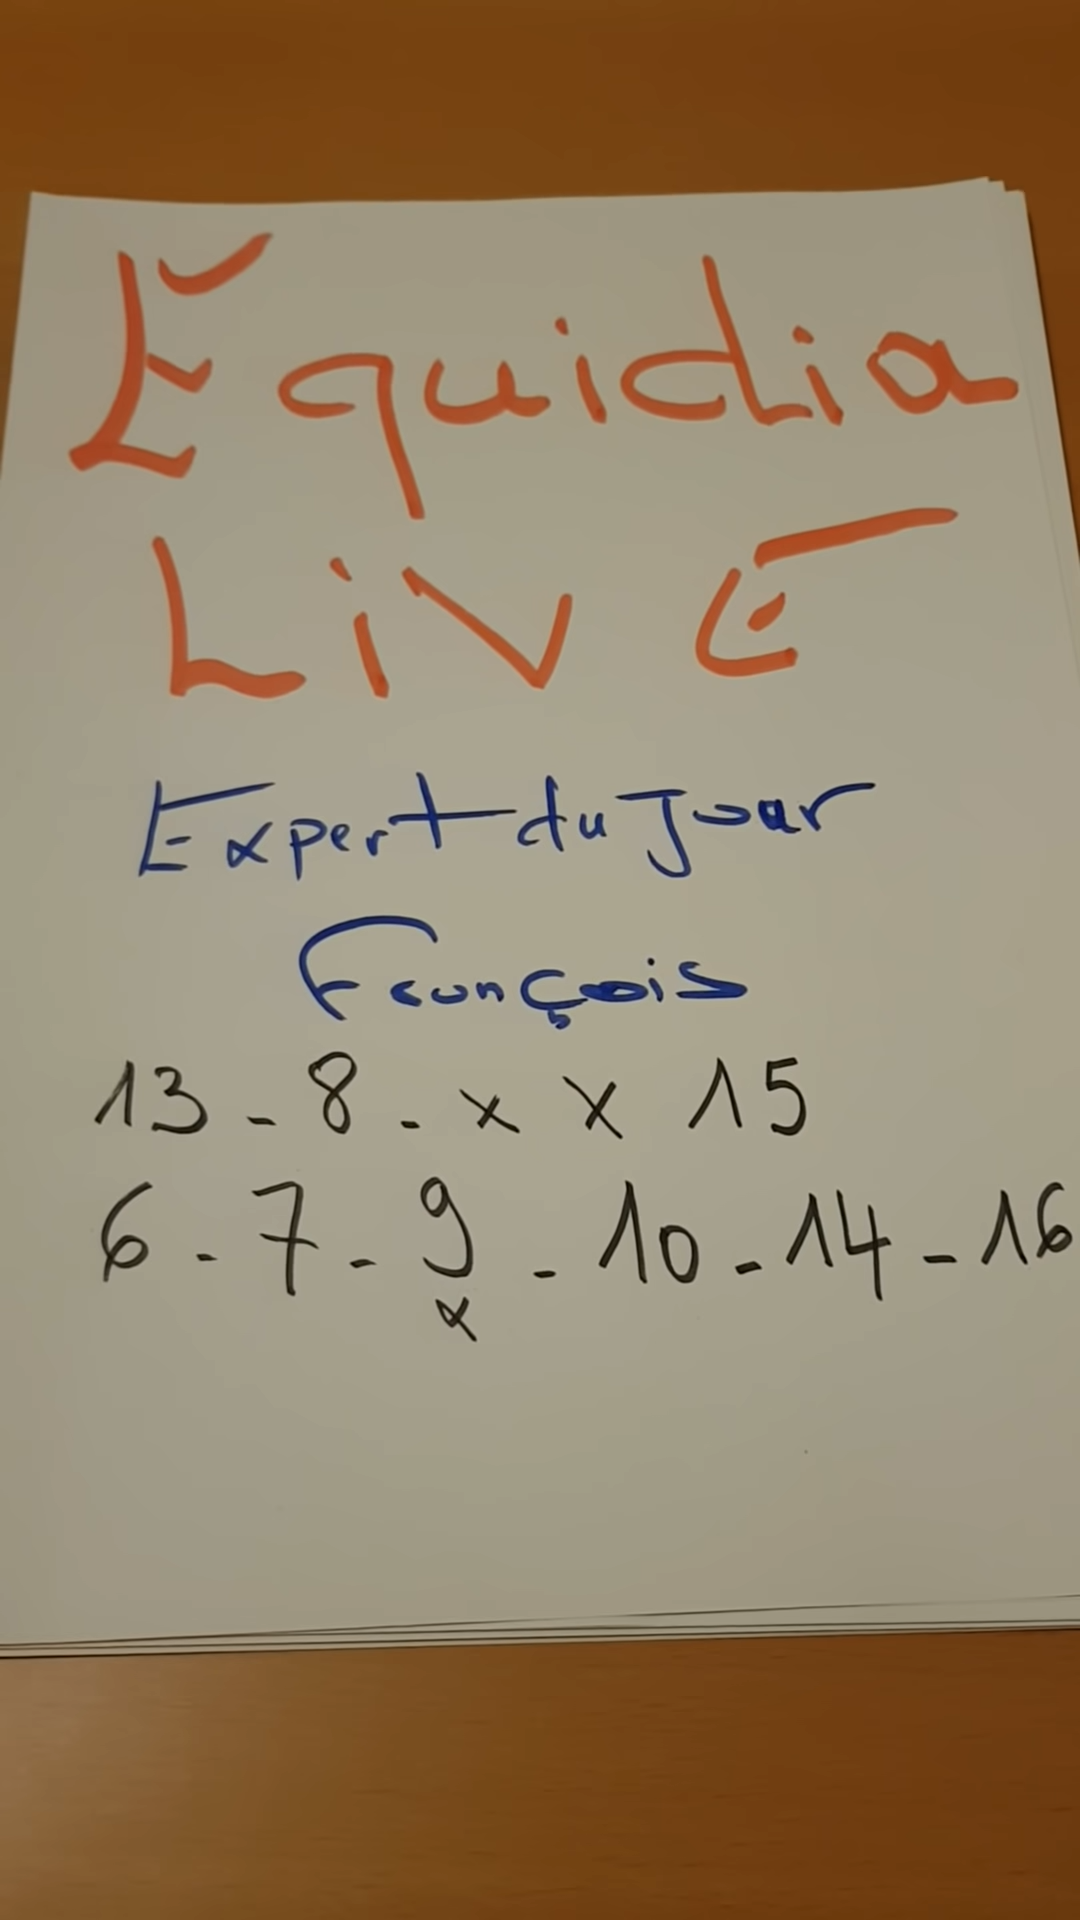 Equidia
LivE
Expert du Jour
François
13 - 8 - x x 15
6 - 7 - 9 - 10 - 14 - 16
x